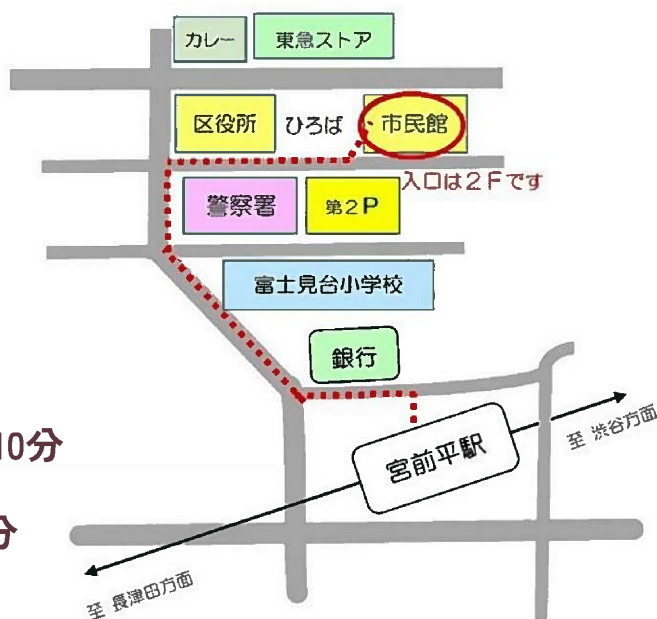 カレー
東急ストア
区役所
ひろば
市民館
入口は2Fです
警察署
第2P
富士見台小学校
銀行
10分
宮前平駅
至 渋谷方面
分
至 長津田方面